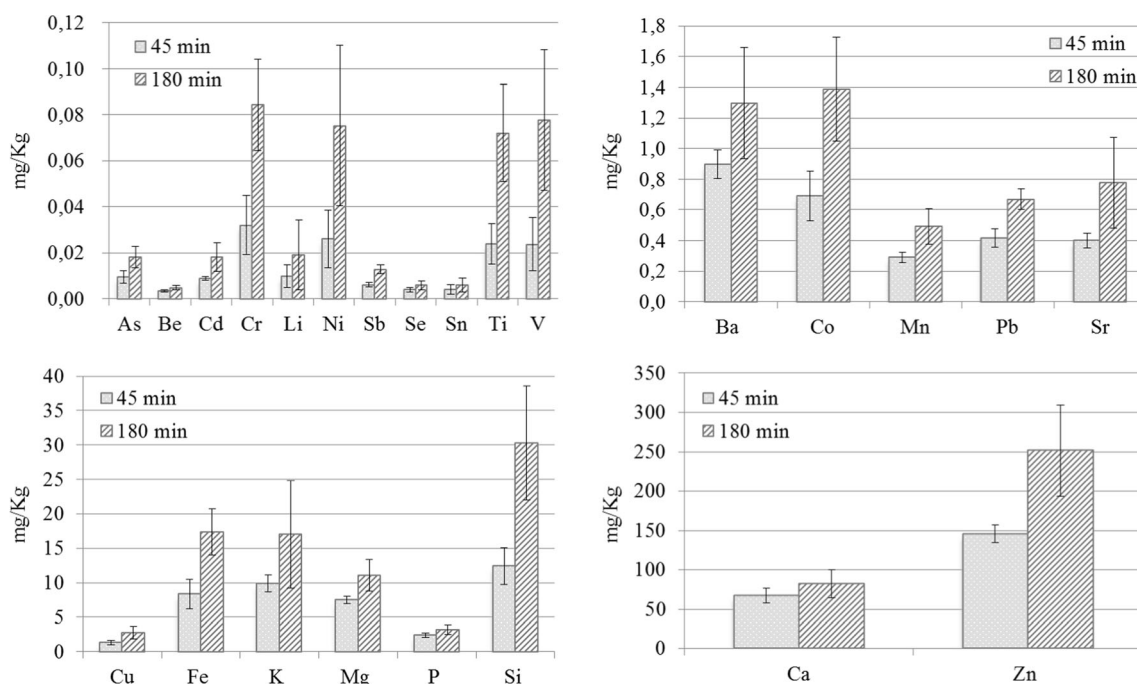 0,12
0,10
0,08
0,06
0,04
0,02
0,00
mg/Kg
45 min
180 min
As Be Cd Cr Li Ni Sb Se Sn Ti V
1,8
1,6
1,4
1,2
1,0
0,8
0,6
0,4
0,2
0,0
mg/Kg
45 min
180 min
Ba Co Mn Pb Sr
40
35
30
25
20
15
10
5
0
mg/Kg
45 min
180 min
Cu Fe K Mg P Si
350
300
250
200
150
100
50
0
mg/Kg
45 min
180 min
Ca Zn